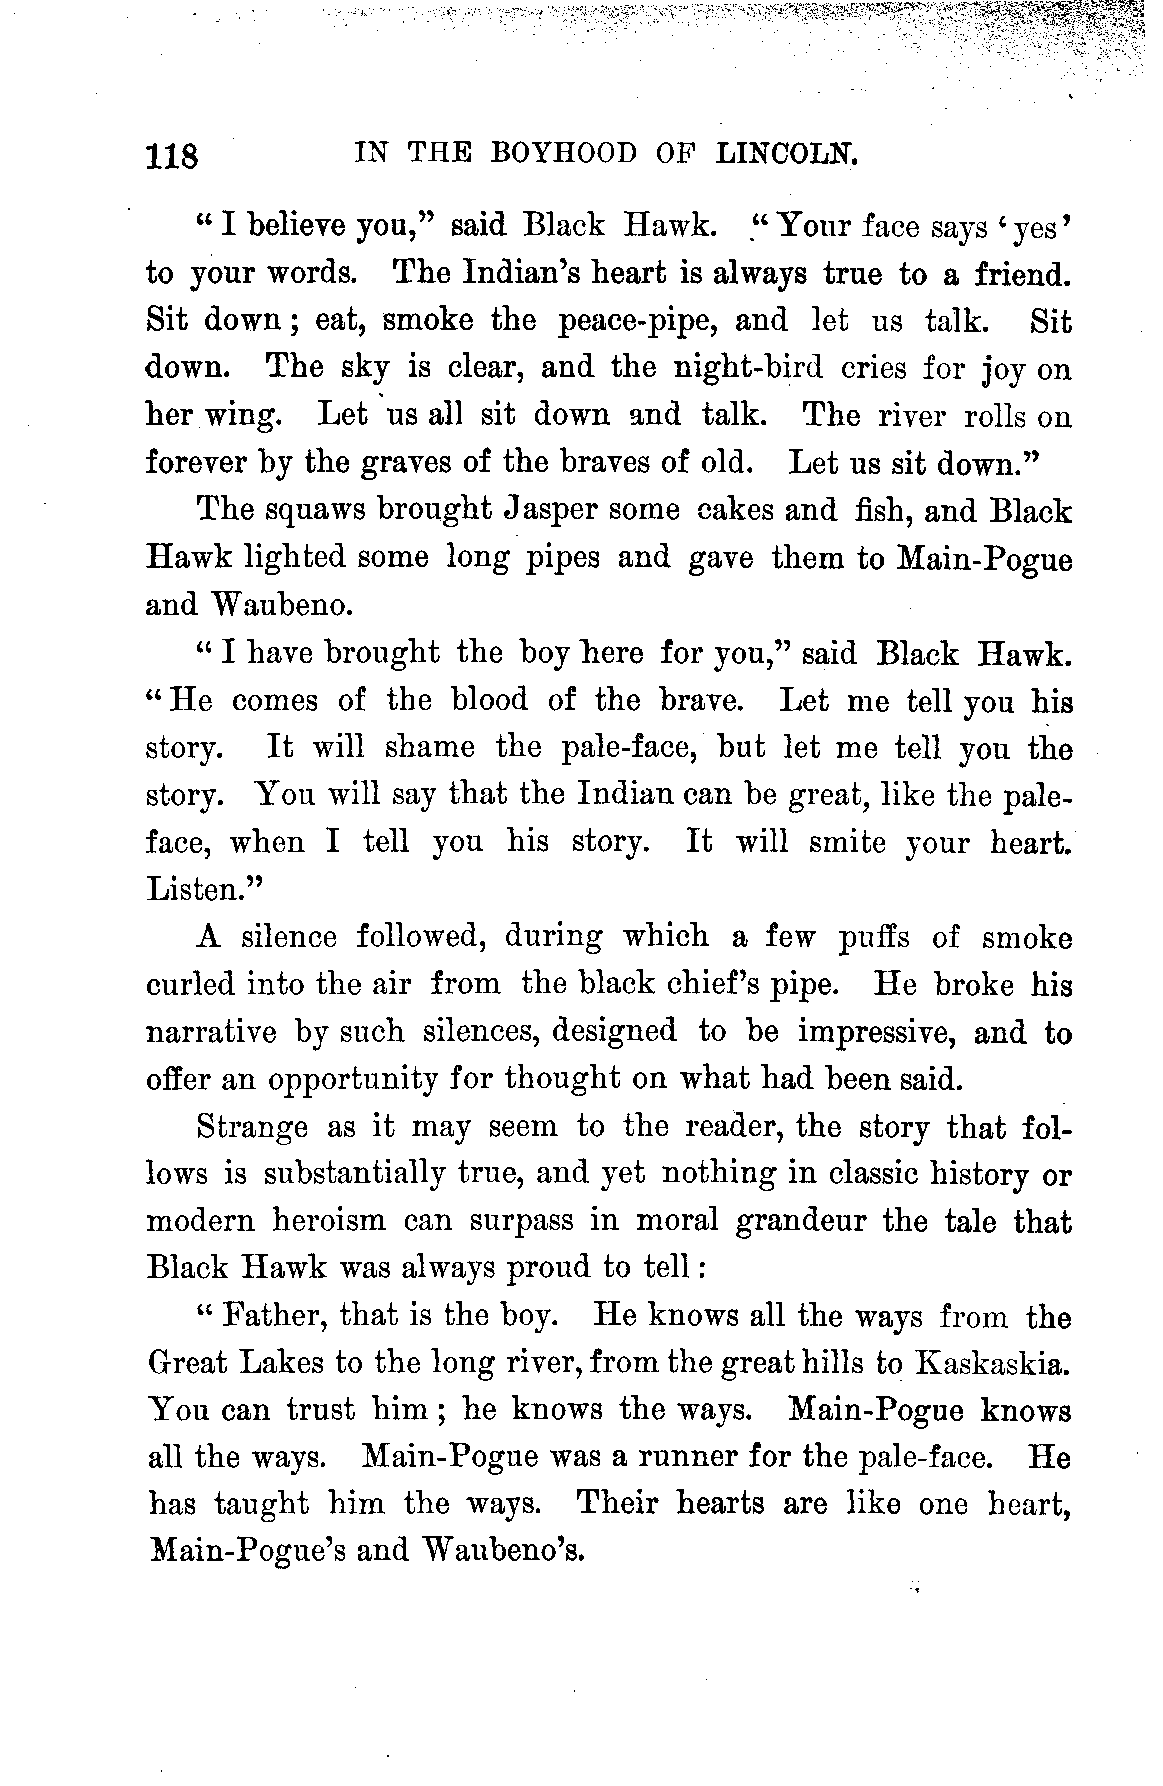 118 IN THE BOYHOOD OF LINCOLN.
“I believe you,” said Black Hawk. “Your face says ‘yes’
to your words. The Indian’s heart is always true to a friend.
Sit down; eat, smoke the peace-pipe, and let us talk. Sit
down. The sky is clear, and the night-bird cries for joy on
her wing. Let us all sit down and talk. The river rolls on
forever by the graves of the braves of old. Let us sit down.”
The squaws brought Jasper some cakes and fish, and Black
Hawk lighted some long pipes and gave them to Main-Pogue
and Waubeno.
“I have brought the boy here for you,” said Black Hawk.
“He comes of the blood of the brave. Let me tell you his
story. It will shame the pale-face, but let me tell you the
story. You will say that the Indian can be great, like the pale-
face, when I tell you his story. It will smite your heart.
Listen.”
A silence followed, during which a few puffs of smoke
curled into the air from the black chief’s pipe. He broke his
narrative by such silences, designed to be impressive, and to
offer an opportunity for thought on what had been said.
Strange as it may seem to the reader, the story that fol-
lows is substantially true, and yet nothing in classic history or
modern heroism can surpass in moral grandeur the tale that
Black Hawk was always proud to tell:
“Father, that is the boy. He knows all the ways from the
Great Lakes to the long river, from the great hills to Kaskaskia.
You can trust him; he knows the ways. Main-Pogue knows
all the ways. Main-Pogue was a runner for the pale-face. He
has taught him the ways. Their hearts are like one heart,
Main-Pogue’s and Waubeno’s.